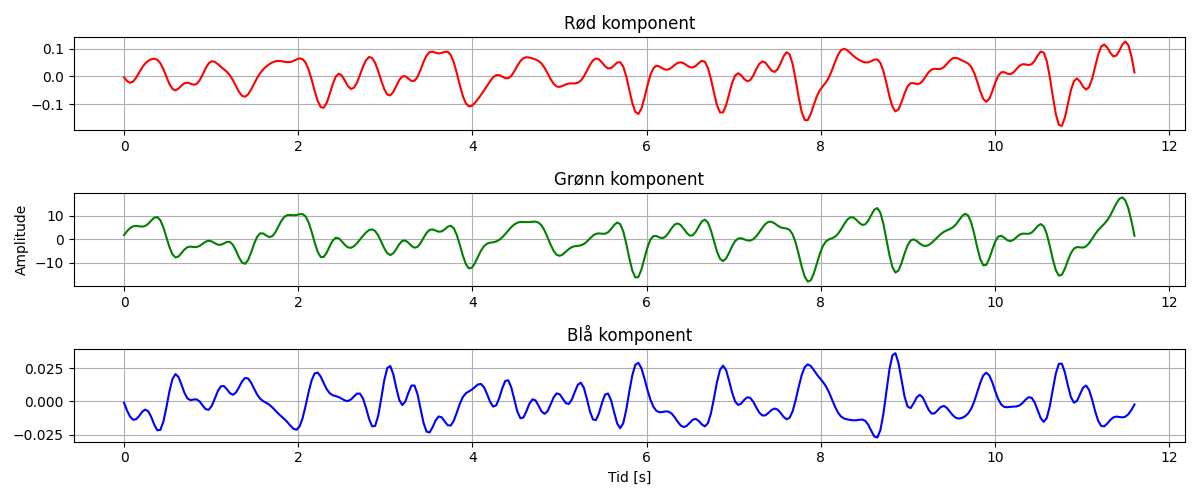 Rød komponent
0.1
0.0
−0.1
0 2 4 6 8 10 12
Grønn komponent
Amplitude
10
0
−10
0 2 4 6 8 10 12
Blå komponent
0.025
0.000
−0.025
0 2 4 6 8 10 12
Tid [s]